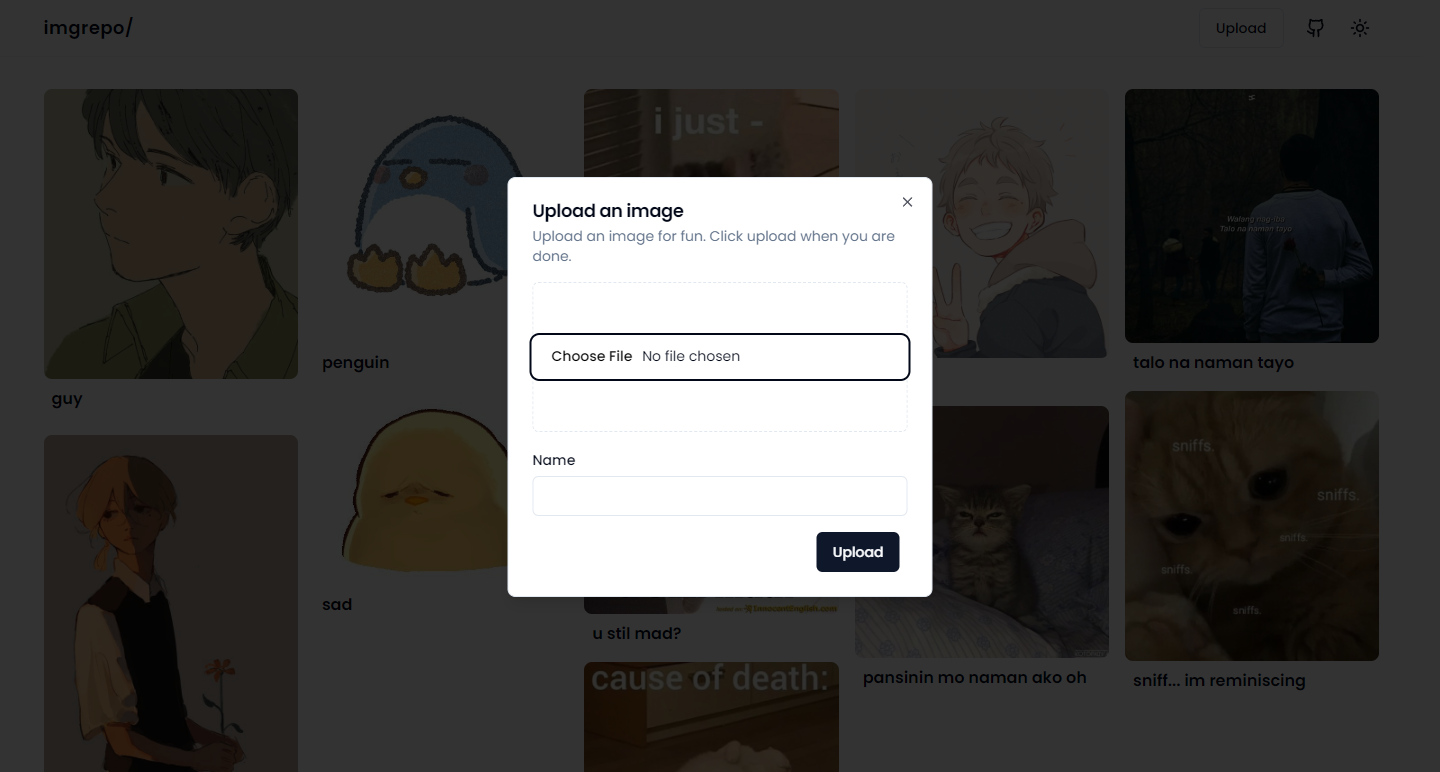 imgrepo/
Upload
i just -
Walong nag-iba
Talo na naman tayo
Upload an image
Upload an image for fun. Click upload when you are
done.
Choose File No file chosen
Name
Upload
guy
penguin
sad
u stil mad?
cause of death:
pansinin mo naman ako oh
talo na naman tayo
sniffs.
sniffs.
sniffs.
sniffs.
sniffs.
sniff... im reminiscing